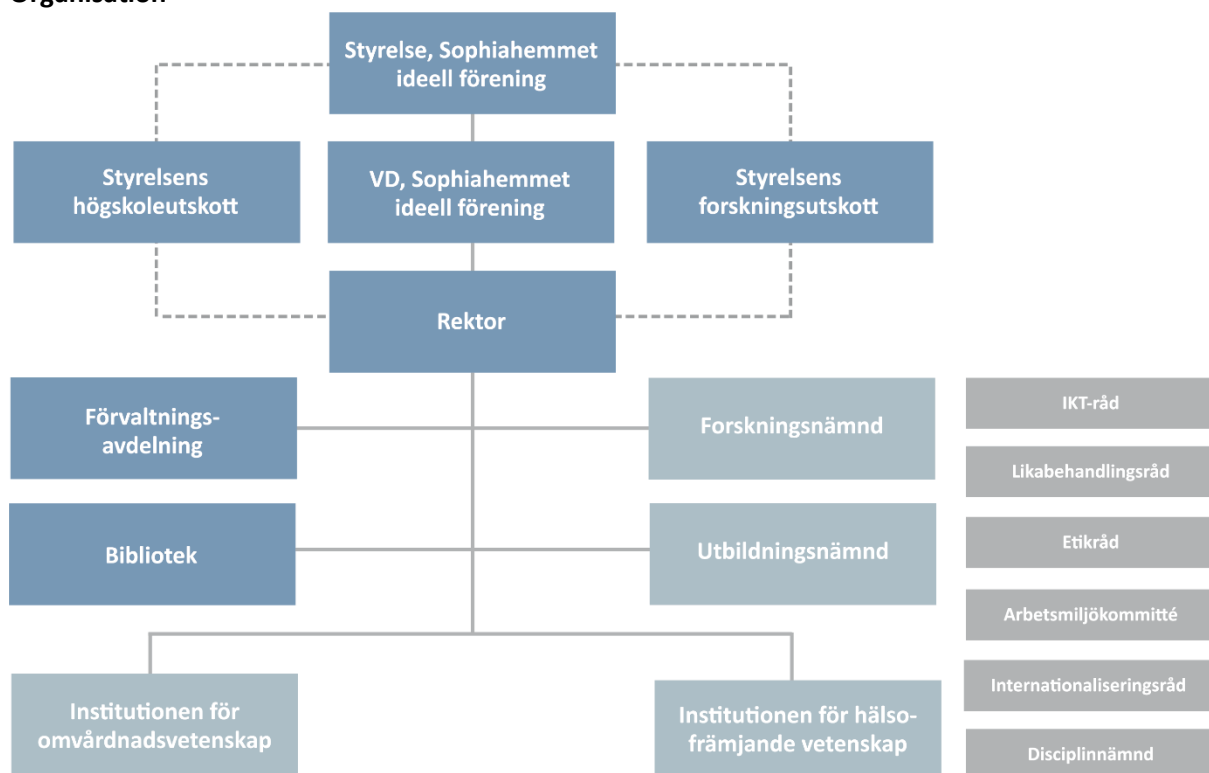 Organisation
Styrelse, Sophiahemmet
ideell förening
Styrelsens
högskoleutskott
VD, Sophiahemmet
ideell förening
Styrelsens
forskningsutskott
Rektor
Förvaltnings-
avdelning
Forskningsnämnd
IKT-råd
Likabehandlingsråd
Bibliotek
Utbildningsnämnd
Etikråd
Arbetsmiljökommitté
Institutionen för
omvårdnadsvetenskap
Institutionen för hälso-
främjande vetenskap
Internationaliseringsråd
Disciplinnämnd